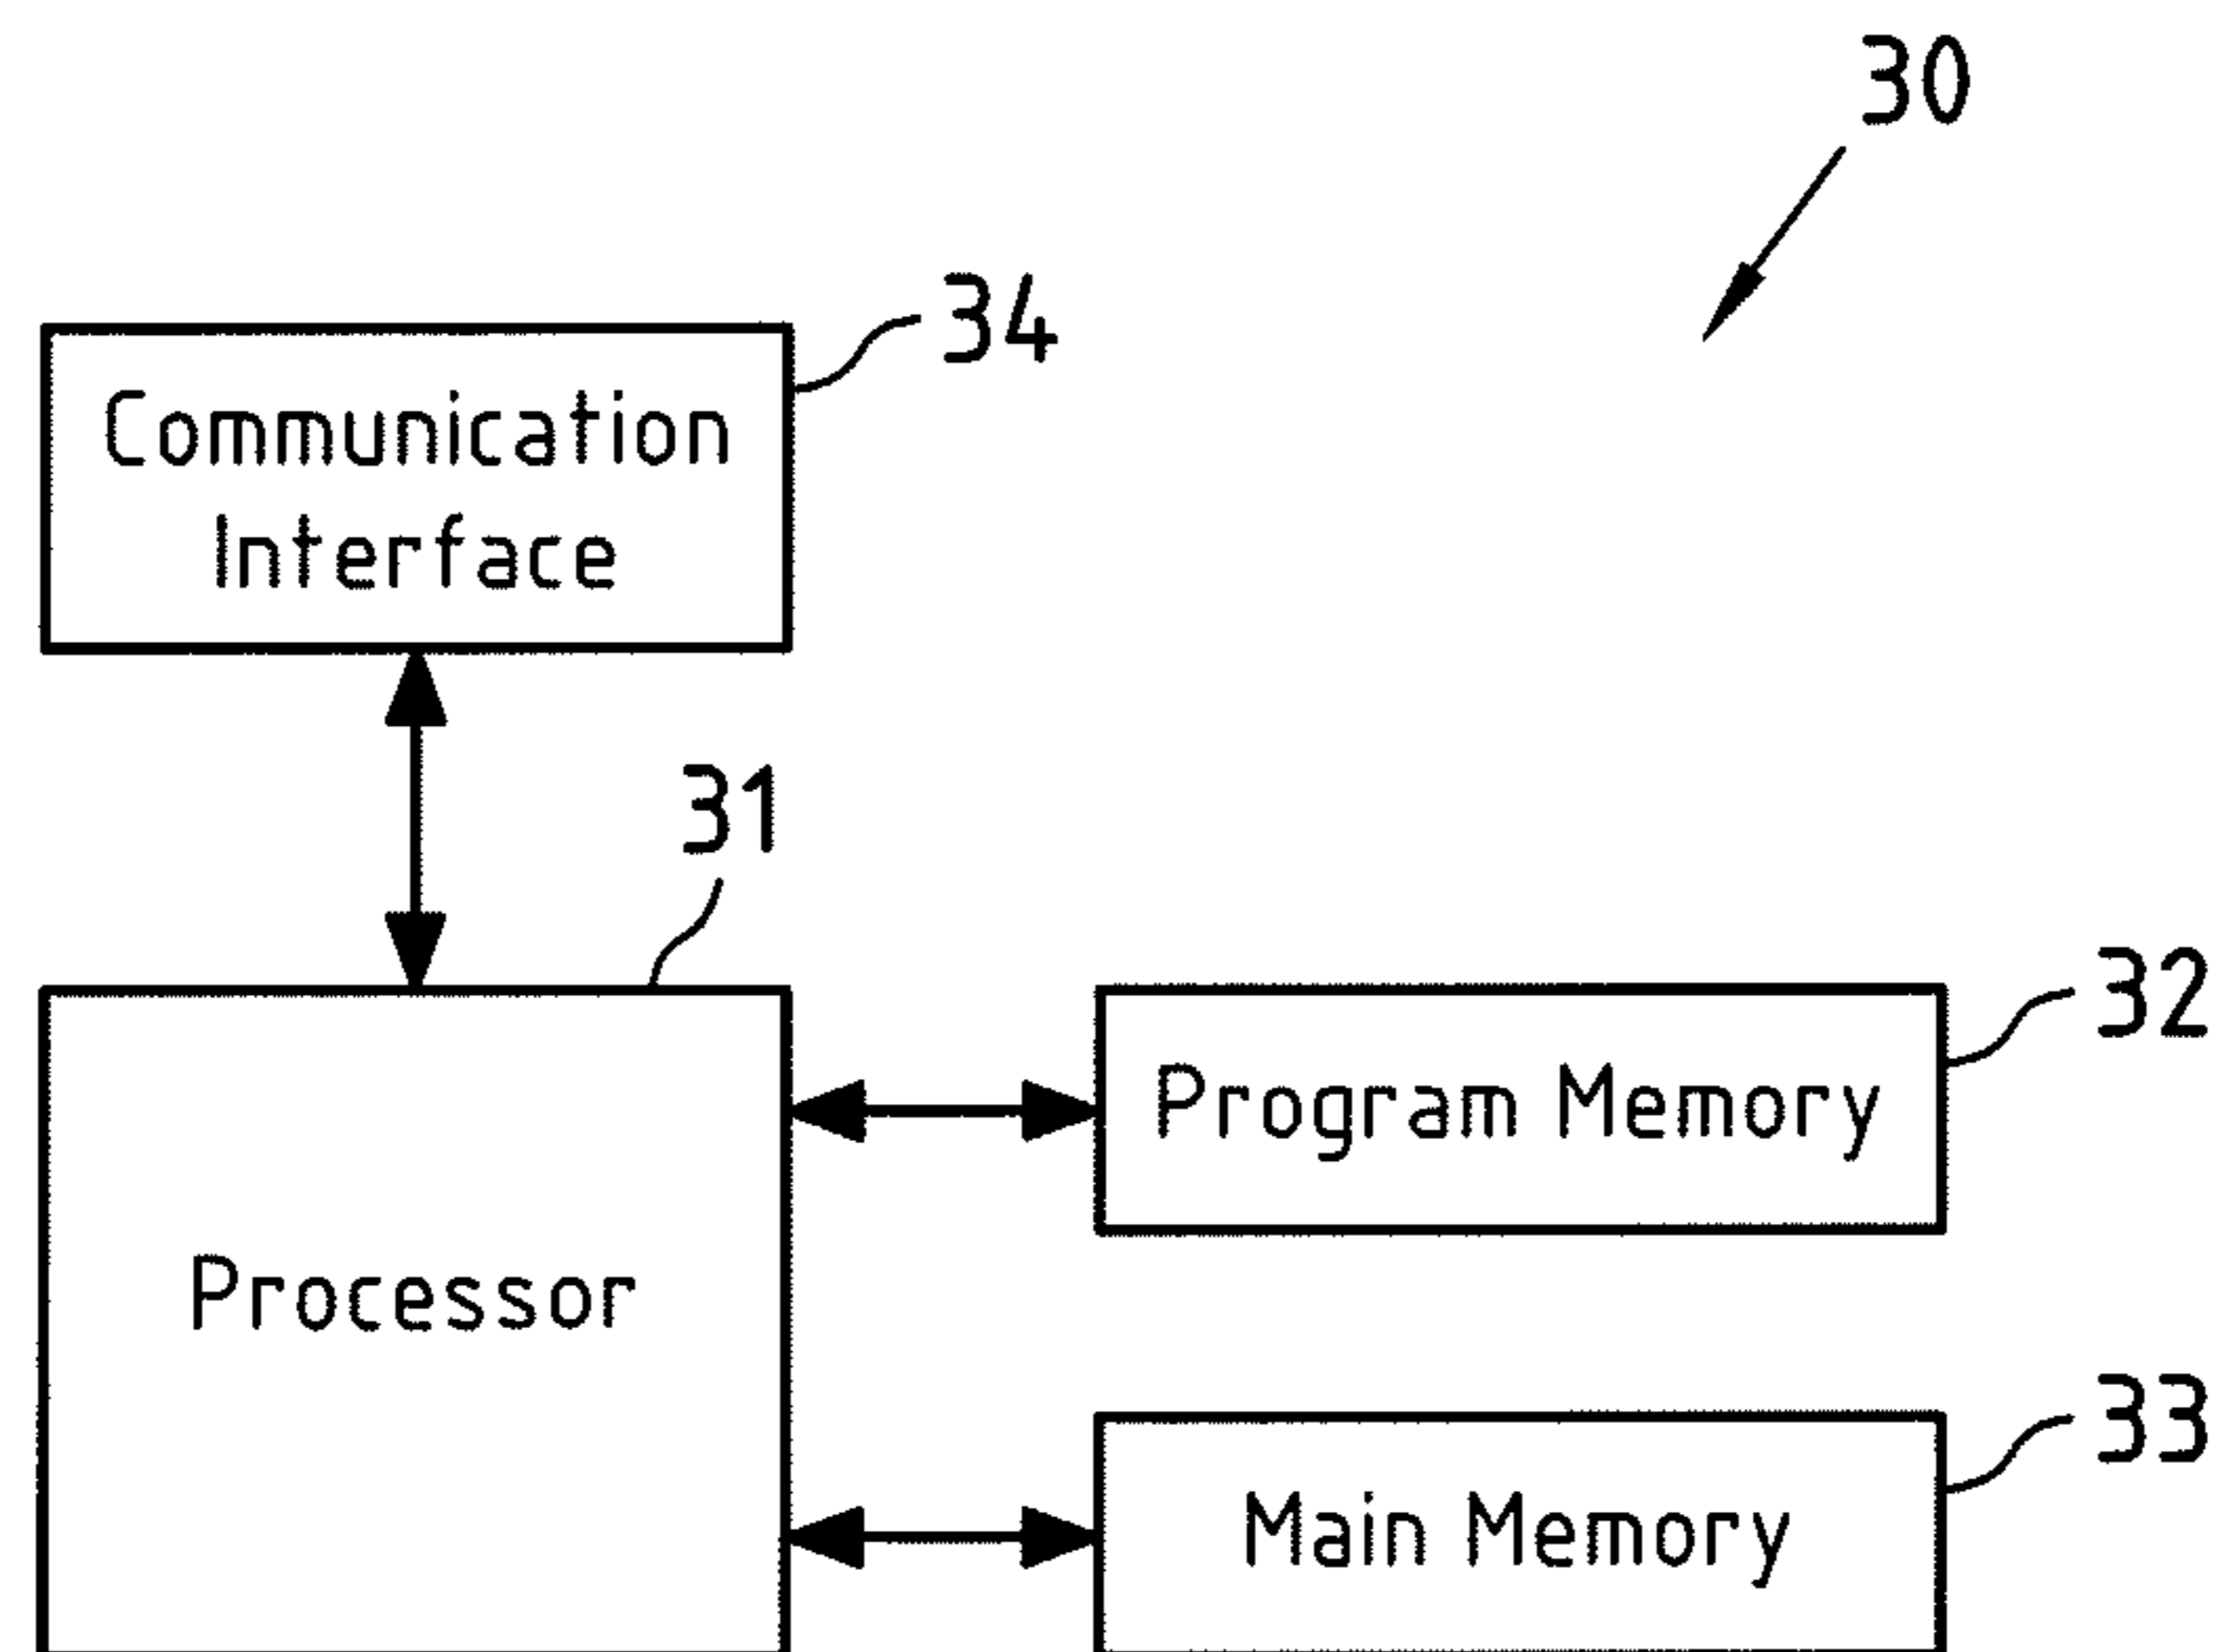 30
34
Communication
Interface
31
32
Program Memory
Processor
33
Main Memory